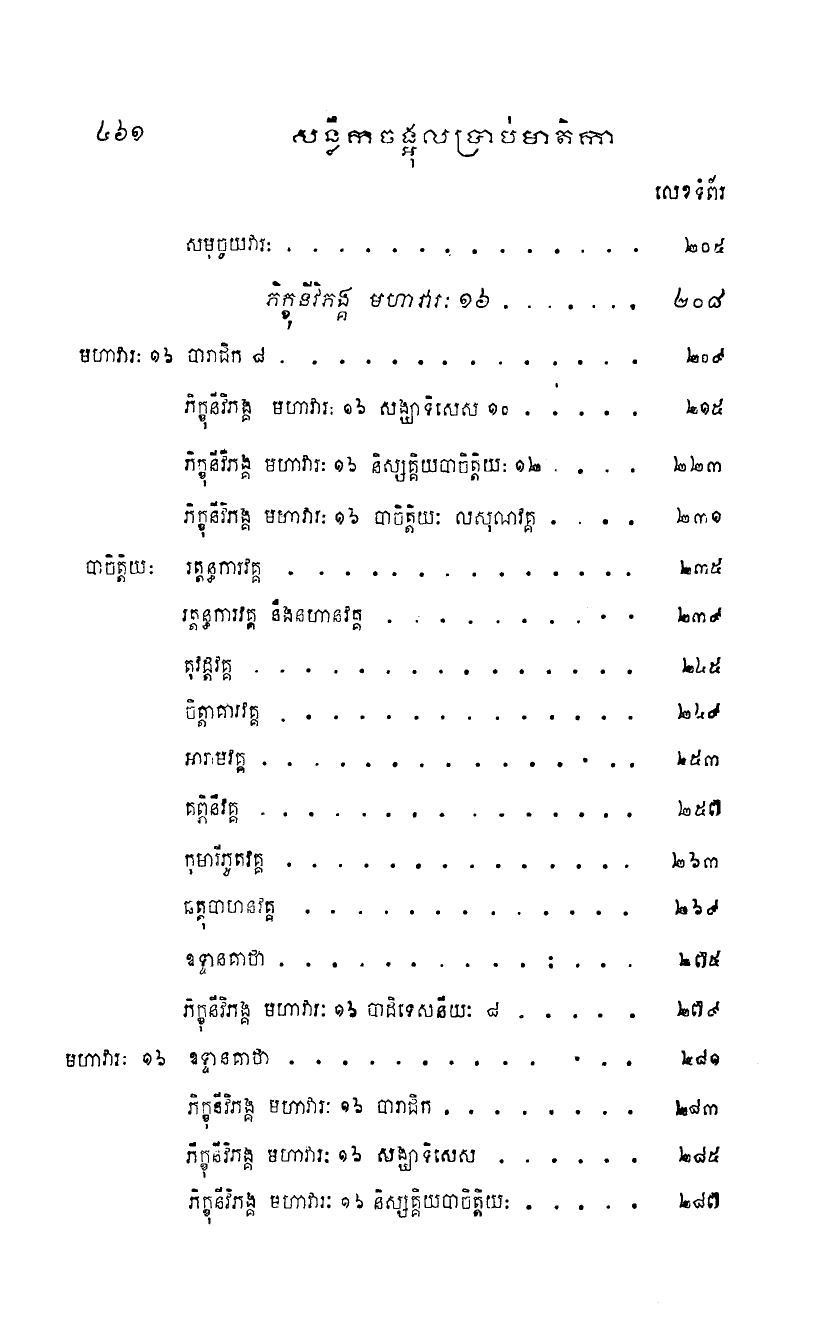 ៤៦១ សន្លឹកចង្អុលប្រាប់មាតិកា
លេខទំព័រ
សមុច្ចយវារៈ . . . . . . . . . . . . . . ២០៥
ភិក្ខុនីវិភង្គ មហាវារៈ ១៦ . . . . . . . ២០៨
មហាវារៈ ១៦ បារាជិក ៨ . . . . . . . . . . . . . . ២០៩
ភិក្ខុនីវិភង្គ មហាវារៈ ១៦ សង្ឃាទិសេស ១០ . . . . . ២១៥
ភិក្ខុនីវិភង្គ មហាវារៈ ១៦ និស្សគ្គិយបាចិត្តិយៈ ១២ . . . . ២២៣
ភិក្ខុនីវិភង្គ មហាវារៈ ១៦ បាចិត្តិយៈ លសុណវគ្គ . . . . ២៣១
បាចិត្តិយៈ រត្តន្ធការវគ្គ . . . . . . . . . . . . . . ២៣៥
រត្តន្ធការវគ្គ នឹងនហានវគ្គ . . . . . . . . . . ២៣៩
តុវដ្តវគ្គ . . . . . . . . . . . . . . . ២៤៥
ចិត្តាគារវគ្គ . . . . . . . . . . . . . . ២៤៩
អារាមវគ្គ . . . . . . . . . . . . . . . ២៥៣
គព្ភិនីវគ្គ . . . . . . . . . . . . . . . ២៥៧
កុមារីភូតវគ្គ . . . . . . . . . . . . . . ២៦៣
ឆត្តុបាហនវគ្គ . . . . . . . . . . . . . ២៦៩
ឧទ្ទានគាថា . . . . . . . . . . . : . . . ២៧៥
ភិក្ខុនីវិភង្គ មហាវារៈ ១៦ បាដិទេសនីយៈ ៨ . . . . . ២៧៩
មហាវារៈ ១៦ ឧទ្ទានគាថា . . . . . . . . . . . . . ២៨១
ភិក្ខុនីវិភង្គ មហាវារៈ ១៦ បារាជិក . . . . . . . . ២៨៣
ភិក្ខុនីវិភង្គ មហាវារៈ ១៦ សង្ឃាទិសេស . . . . . . ២៨៥
ភិក្ខុនីវិភង្គ មហាវារៈ ១៦ និស្សគ្គិយបាចិត្តិយៈ . . . . . ២៨៧